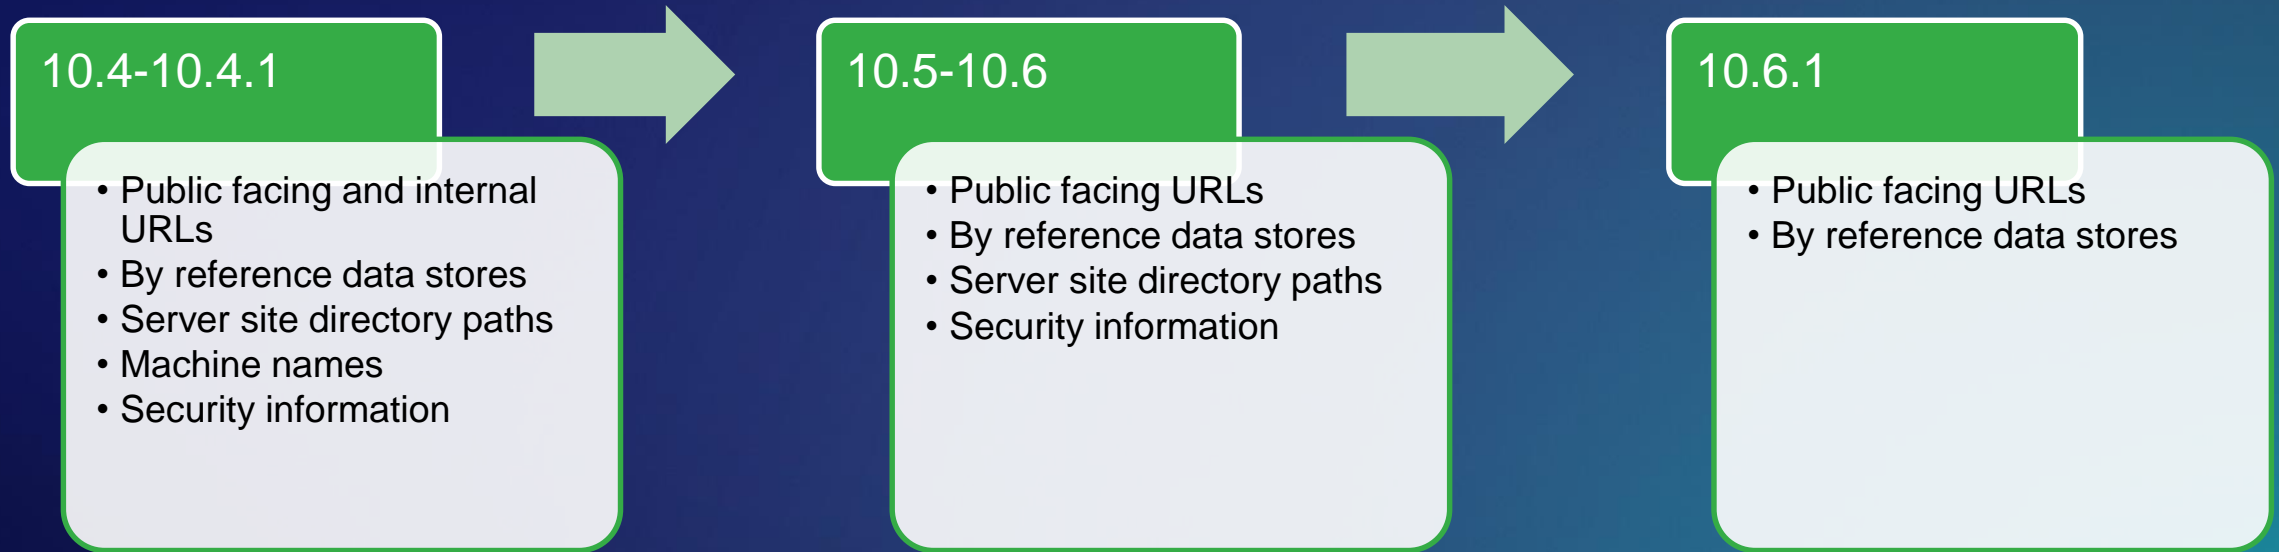 10.4-10.4.1
• Public facing and internal
URLs
• By reference data stores
• Server site directory paths
• Machine names
• Security information
10.5-10.6
• Public facing URLs
• By reference data stores
• Server site directory paths
• Security information
10.6.1
• Public facing URLs
• By reference data stores